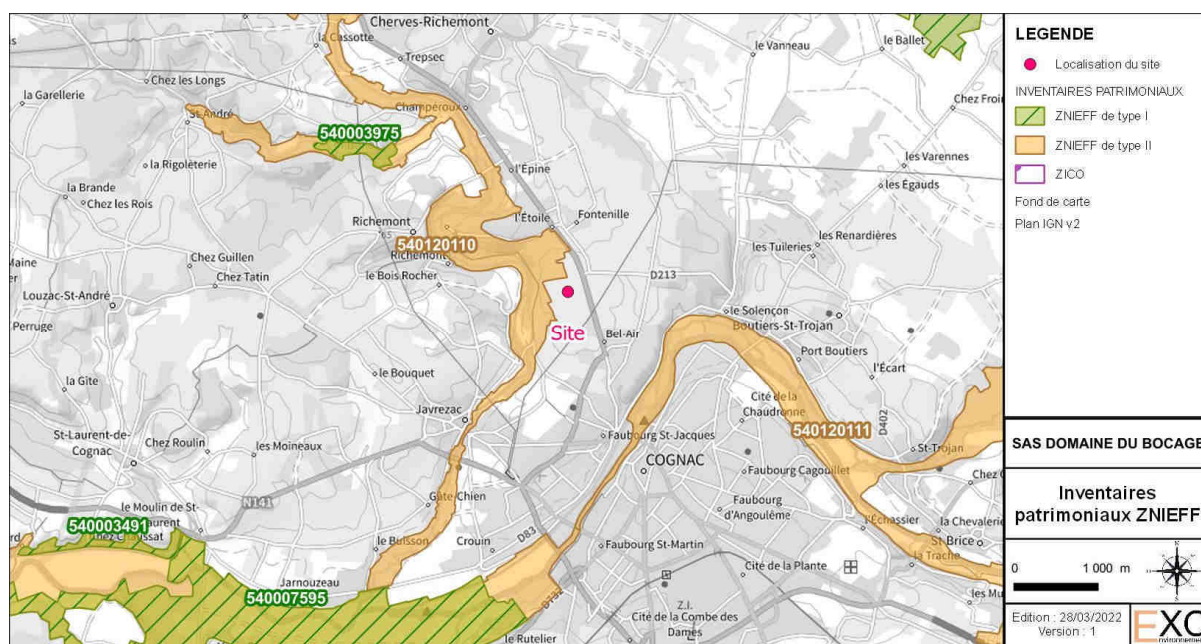 Cherves-Richemont
la Cassotte
Trepsec
le Vanneau
le Ballet
Chez les Longs
la Garellerie
Champéroux
Chez Froin
St-André
540003975
la Rigoleterie
l'Épine
les Varennes
la Brande
Chez les Rois
les Égauds
Richemont
l'Étoile
Fontenille
les Renardières
540120110
les Tuileries
Chez Guillen
Richemont
le Bois Rocher
D213
Maine
Chez Tatin
Louzac-St-André
Site
le Solençon
Boutiers-St-Trojan
Perruge
Bel-Air
Port Boutiers
le Bouquet
l'Écart
la Gîte
Cité de la
Chaudronne
Javrezac
D402
St-Laurent-de-
Cognac
Chez Roulin
les Moineaux
Faubourg St-Jacques
540120111
St-Trojan
COGNAC
Faubourg Cagouillet
N141
Gâte-Chien
Faubourg
d'Angoulême
le Moulin de St-
Laurent
540003491
l'Échassier
la Chevalerie
St-Brice
le Buisson
Crouin
D83
Faubourg St-Martin
la Trache
Cité de la Plante
Jarnouzeau
540007595
D732
Z.I.
Cité de la Combe des
Dames
le Rutelier
LEGENDE
Localisation du site
INVENTAIRES PATRIMONIAUX
ZNIEFF de type I
ZNIEFF de type II
ZICO
Fond de carte
Plan IGN v2
SAS DOMAINE DU BOCAGE
Inventaires
patrimoniaux ZNIEFF
0 1 000 m
Edition : 28/03/2022
Version : 1
EXO